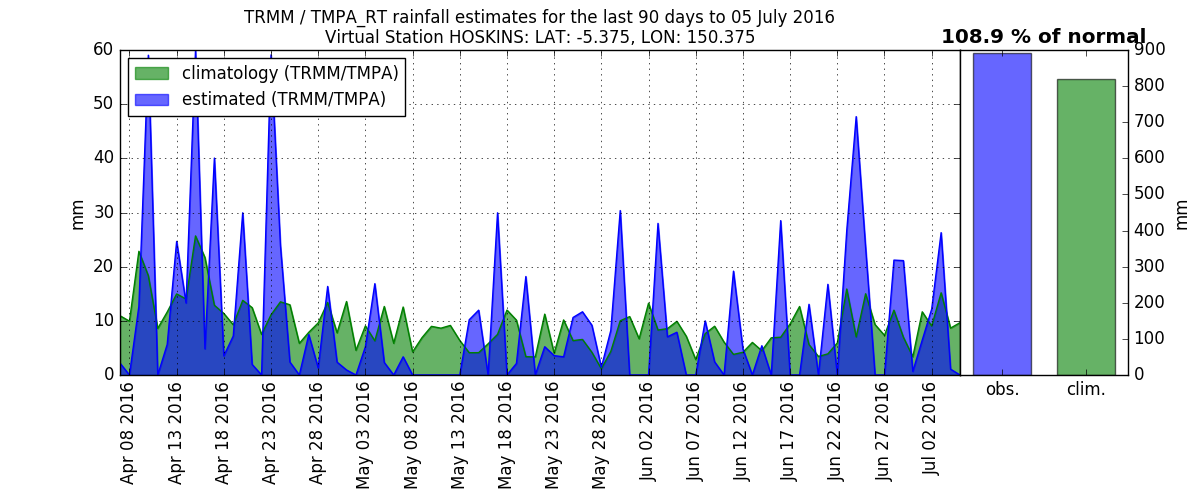 TRMM / TMPA_RT rainfall estimates for the last 90 days to 05 July 2016
Virtual Station HOSKINS: LAT: -5.375, LON: 150.375
108.9 % of normal
climatology (TRMM/TMPA)
estimated (TRMM/TMPA)
mm
60
50
40
30
20
10
0
Apr 08 2016
Apr 13 2016
Apr 18 2016
Apr 23 2016
Apr 28 2016
May 03 2016
May 08 2016
May 13 2016
May 18 2016
May 23 2016
May 28 2016
Jun 02 2016
Jun 07 2016
Jun 12 2016
Jun 17 2016
Jun 22 2016
Jun 27 2016
Jul 02 2016
obs.
clim.
900
800
700
600
500
400
300
200
100
0
mm